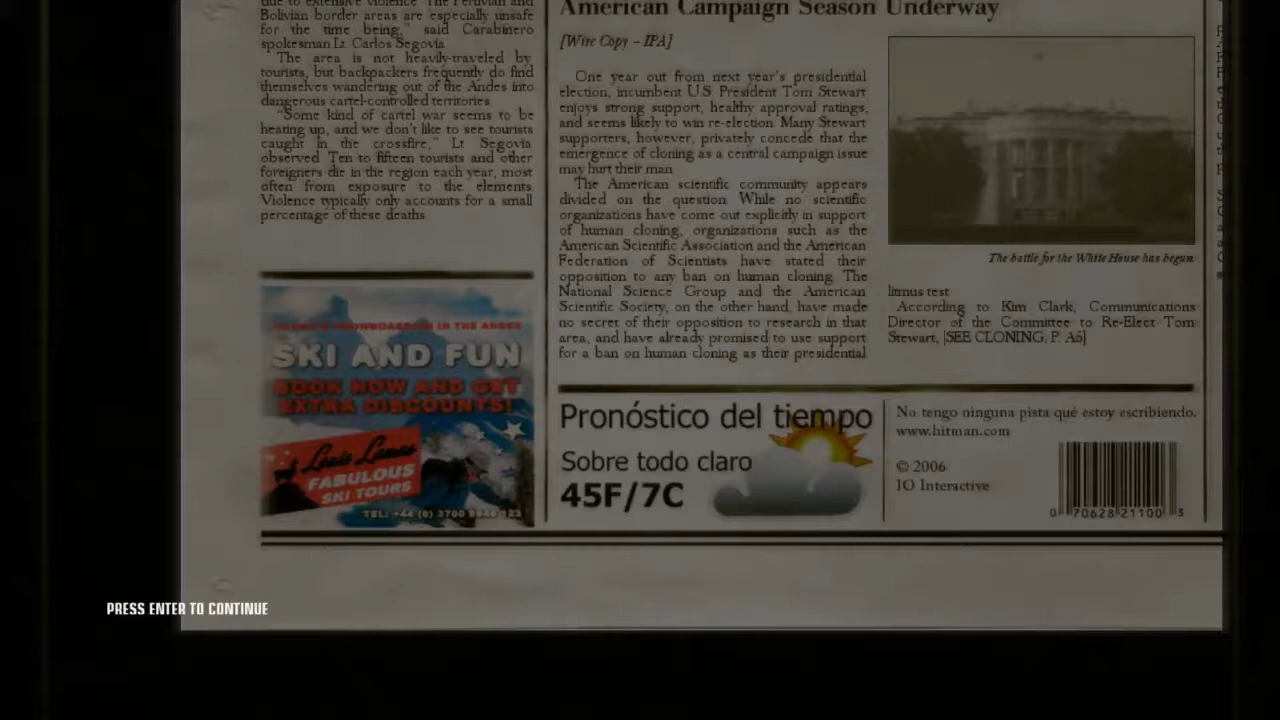 due to extensive violence. The Peruvian and
Bolivian border areas are especially unsafe
for the time being," said Carabinero
spokesman Lt. Carlos Segovia.
The area is not heavily-traveled by
tourists, but backpackers frequently do find
themselves wandering out of the Andes into
dangerous cartel-controlled territories.
"Some kind of cartel war seems to be
heating up, and we don't like to see tourists
caught in the crossfire," Lt. Segovia
observed. Ten to fifteen tourists and other
foreigners die in the region each year, most
often from exposure to the elements.
Violence typically only accounts for a small
percentage of these deaths.
SKI AND FUN
BOOK NOW AND GET
EXTRA DISCOUNTS!
FABULOUS
SKI TOURS
American Campaign Season Underway
[Wire Copy – IPA]
One year out from next year's presidential
election, incumbent U.S. President Tom Stewart
enjoys strong support, healthy approval ratings,
and seems likely to win re-election. Many Stewart
supporters, however, privately concede that the
emergence of cloning as a central campaign issue
may hurt their man.
The American scientific community appears
divided on the question. While no scientific
organizations have come out explicitly in support
of human cloning, organizations such as the
American Scientific Association and the American
Federation of Scientists have stated their
opposition to any ban on human cloning. The
National Science Group and the American
Scientific Society, on the other hand, have made
no secret of their opposition to research in that
area, and have already promised to use support
for a ban on human cloning as their presidential
The battle for the White House has begun
litmus test.
According to Kim Clark, Communications
Director of the Committee to Re-Elect Tom
Stewart, [SEE CLONING, P. A5]
Pronóstico del tiempo
Sobre todo claro
45F/7C
No tengo ninguna pista qué estoy escribiendo.
www.hitman.com
© 2006
IO Interactive
0 70628 21100 3
PRESS ENTER TO CONTINUE